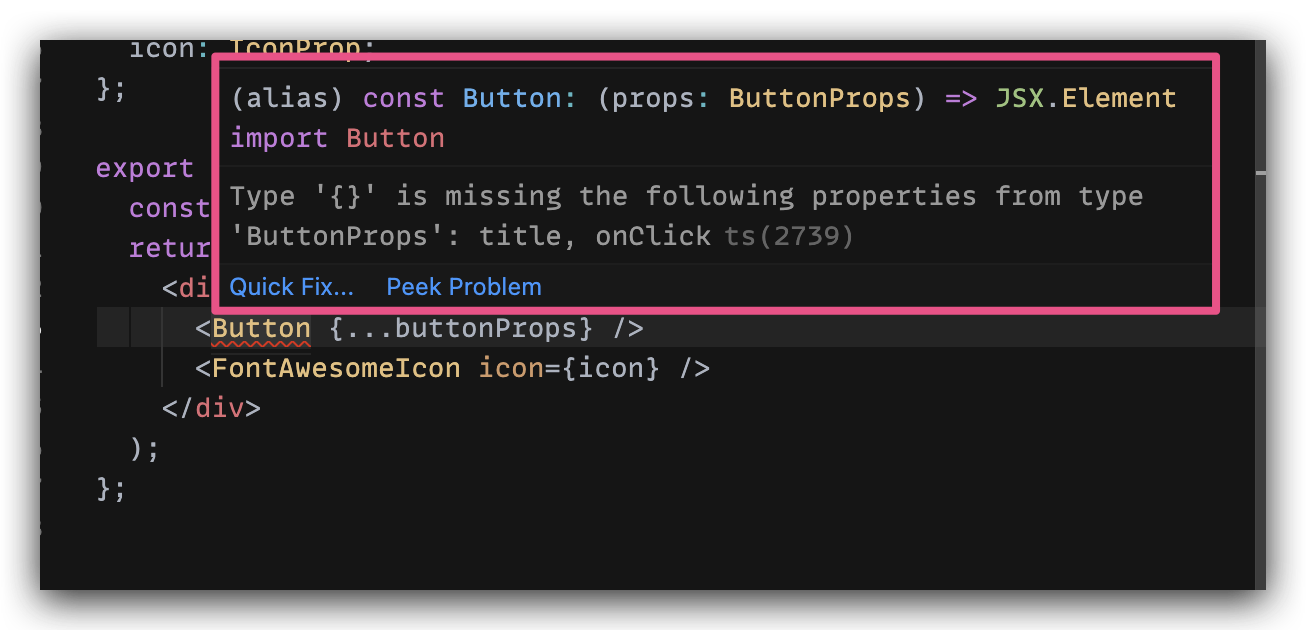 icon: IconProp;
};
(alias) const Button: (props: ButtonProps) => JSX.Element
import Button
export
Type '{}' is missing the following properties from type
const
'ButtonProps': title, onClick ts(2739)
retur
<di
Quick Fix... Peek Problem
<Button {...buttonProps} />
<FontAwesomeIcon icon={icon} />
</div>
);
};